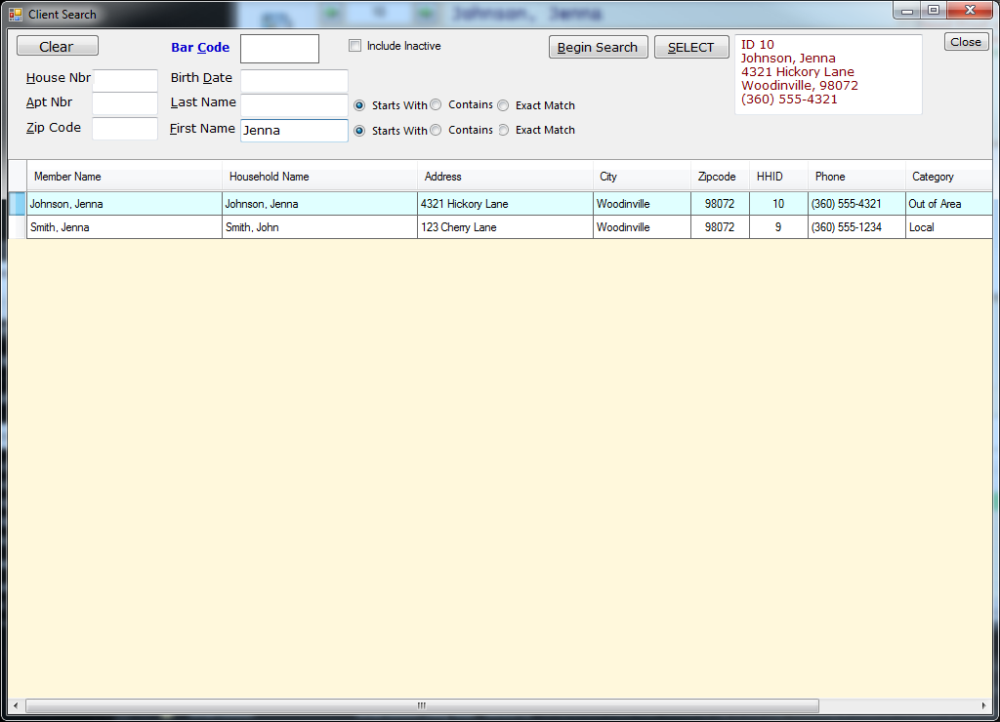 Client Search
10
Johnson, Jenna
Clear
Bar Code
Include Inactive
Begin Search
SELECT
Close
ID 10
Johnson, Jenna
4321 Hickory Lane
Woodinville, 98072
(360) 555-4321
House Nbr
Birth Date
Apt Nbr
Last Name
Starts With Contains Exact Match
Zip Code
First Name
Jenna
Starts With Contains Exact Match
Member Name Household Name Address City Zipcode HHID Phone Category
Johnson, Jenna Johnson, Jenna 4321 Hickory Lane Woodinville 98072 10 (360) 555-4321 Out of Area
Smith, Jenna Smith, John 123 Cherry Lane Woodinville 98072 9 (360) 555-1234 Local